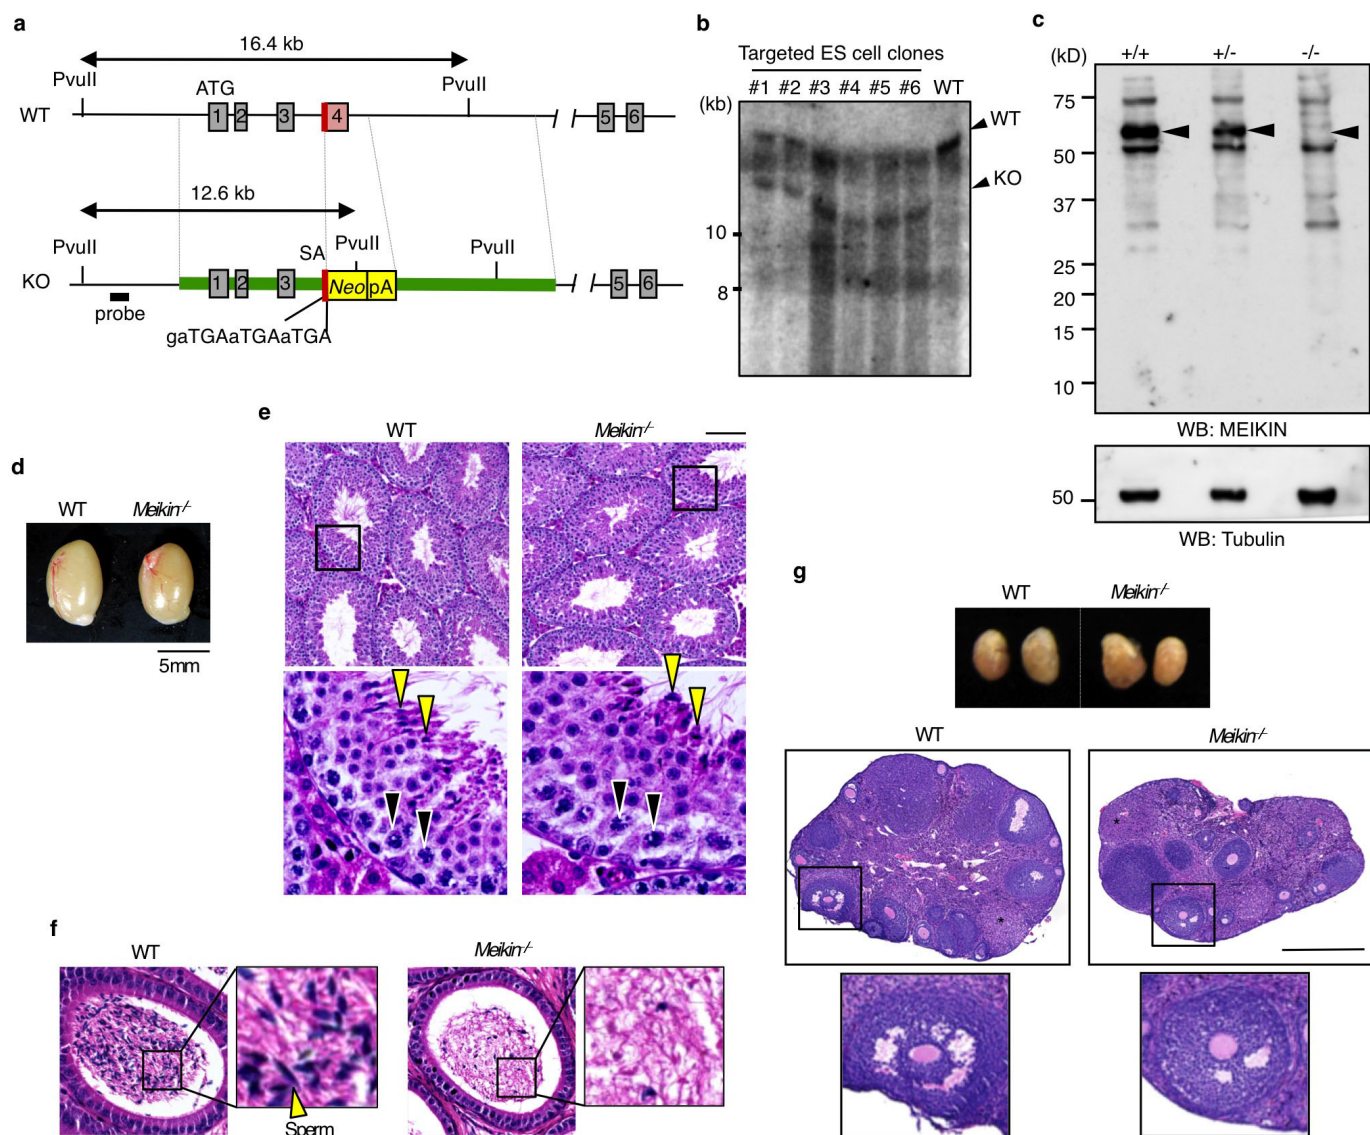 a
16.4 kb
PvuII
ATG
PvuII
WT
1
2
3
4
5
6
12.6 kb
PvuII
SA
PvuII
PvuII
KO
1
2
3
Neo
pA
5
6
probe
gaTGAaTGAaTGA
b
Targeted ES cell clones
#1 #2 #3 #4 #5 #6 WT
(kb)
WT
KO
10
8
c
(kD)
+/+
+/-
-/-
75
50
37
25
20
15
10
WB: MEIKIN
50
WB: Tubulin
d
WT
Meikin-/-
5mm
e
WT
Meikin-/-
f
WT
Meikin-/-
Sperm
g
WT
Meikin-/-
WT
Meikin-/-
*
*